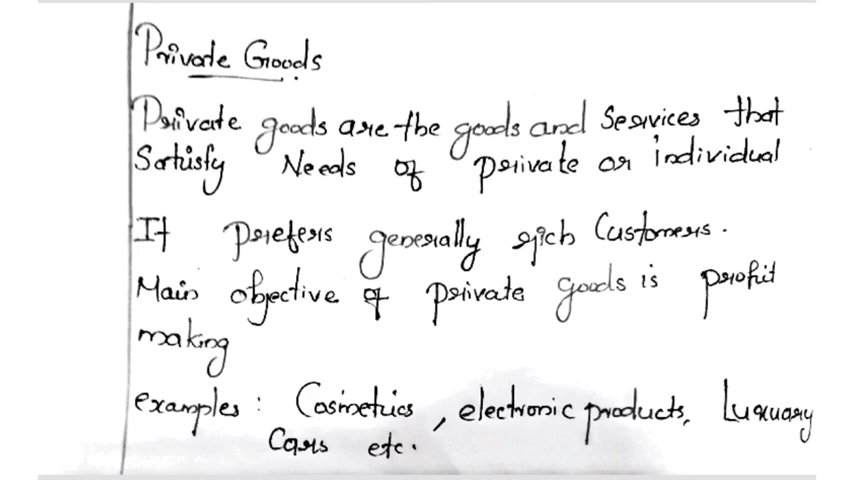 Private Goods
Private goods are the goods and Services that
Satisfy Needs of private or individual
It prefers generally rich Customers.
Main objective of private goods is profit
making
examples: Cosmetics, electronic products, Luxuary
Cars etc.